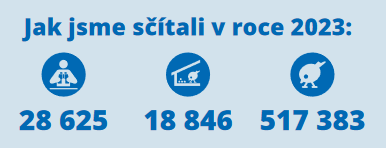 Jak jsme sčítali v roce 2023:
28 625 18 846 517 383